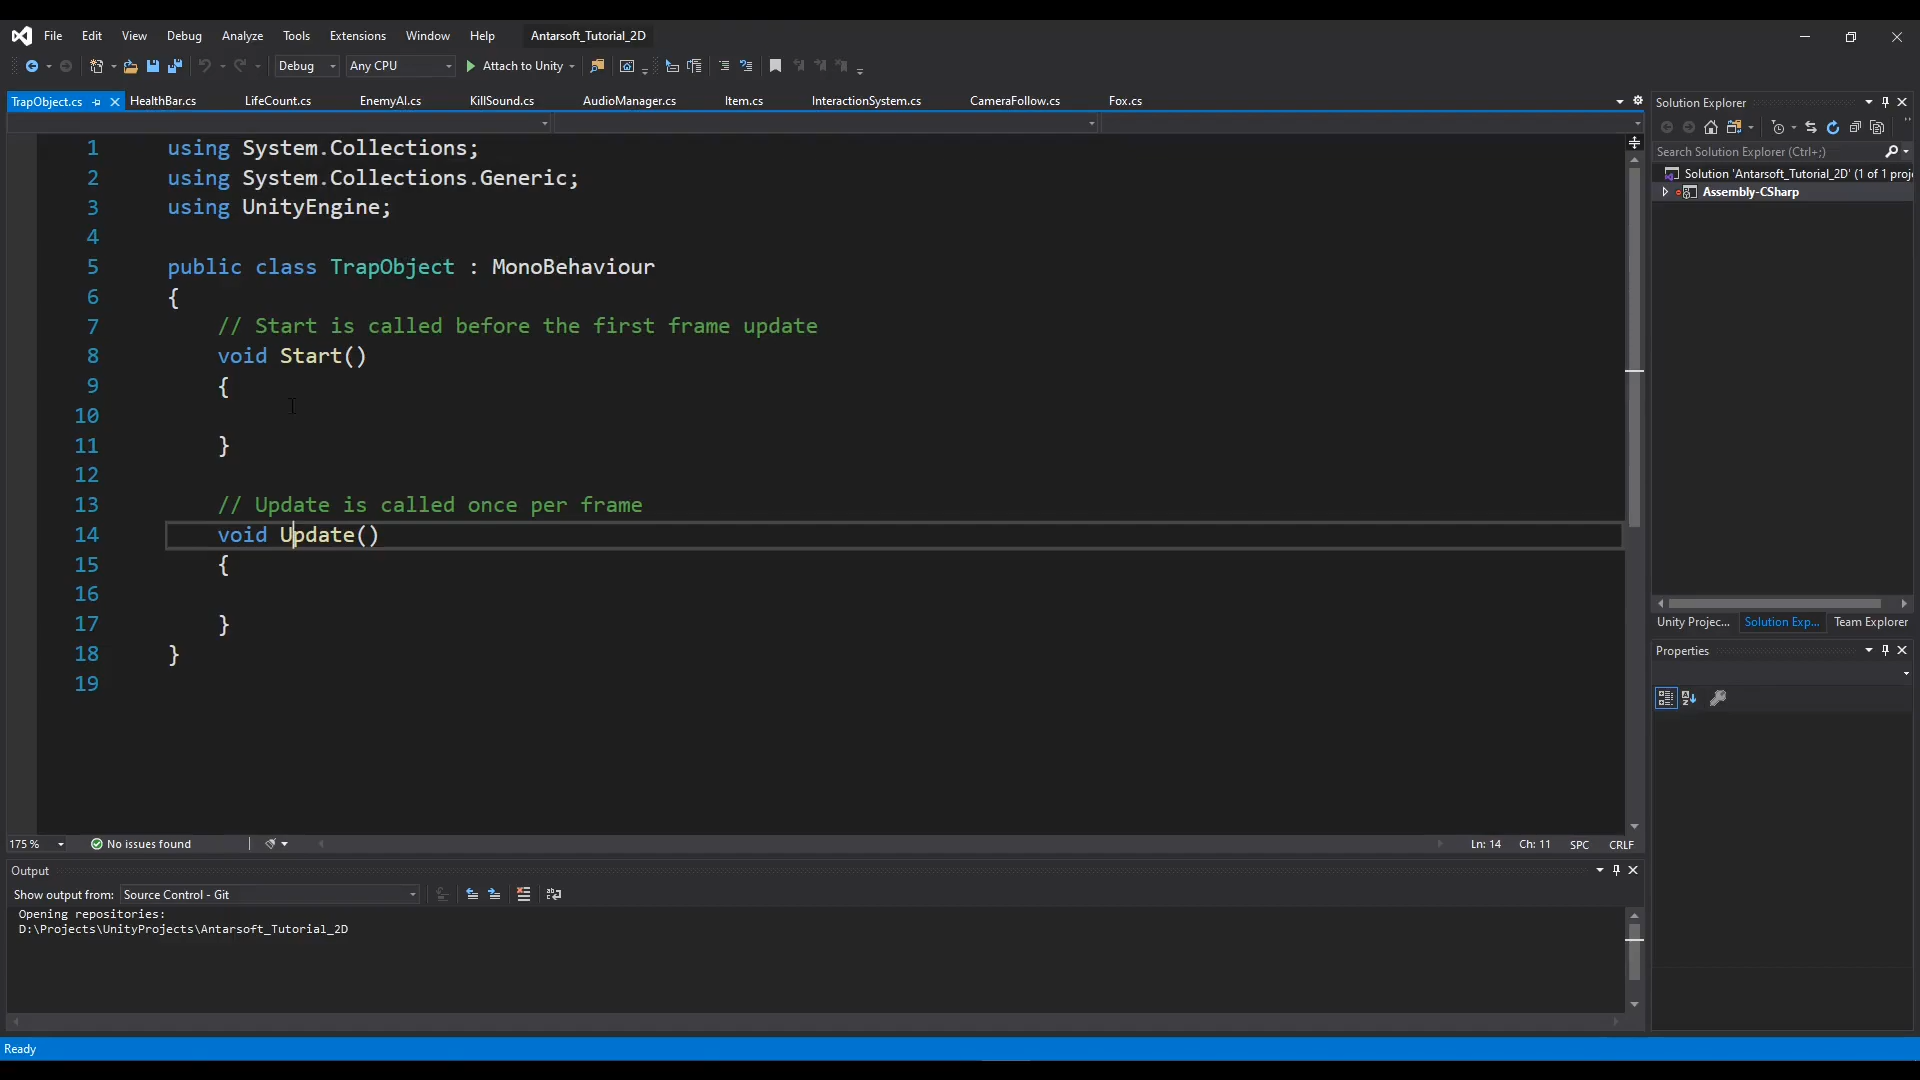 File Edit View Debug Analyze Tools Extensions Window Help Antarsoft_Tutorial_2D
Debug Any CPU Attach to Unity
TrapObject.cs HealthBar.cs LifeCount.cs EnemyAI.cs KillSound.cs AudioManager.cs Item.cs InteractionSystem.cs CameraFollow.cs Fox.cs
1 using System.Collections;
2 using System.Collections.Generic;
3 using UnityEngine;
4
5 public class TrapObject : MonoBehaviour
6 {
7 // Start is called before the first frame update
8 void Start()
9 {
10
11 }
12
13 // Update is called once per frame
14 void Update()
15 {
16
17 }
18 }
19
175 % No issues found Ln: 14 Ch: 11 SPC CRLF
Output
Show output from: Source Control - Git
Opening repositories:
D:\Projects\UnityProjects\Antarsoft_Tutorial_2D
Ready
Solution Explorer
Search Solution Explorer (Ctrl+;)
Solution 'Antarsoft_Tutorial_2D' (1 of 1 proj
Assembly-CSharp
Unity Projec... Solution Exp... Team Explorer
Properties